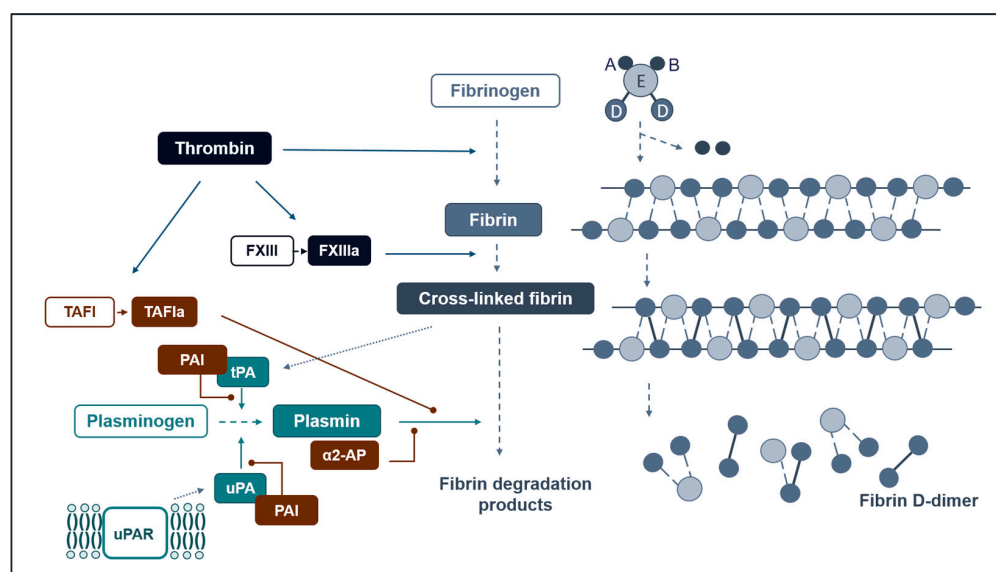 Fibrinogen
A
B
E
D
D
Thrombin
Fibrin
FXIII
FXIIIa
Cross-linked fibrin
TAFI
TAFIa
PAI
tPA
Plasminogen
Plasmin
α2-AP
uPA
PAI
uPAR
Fibrin degradation
products
Fibrin D-dimer